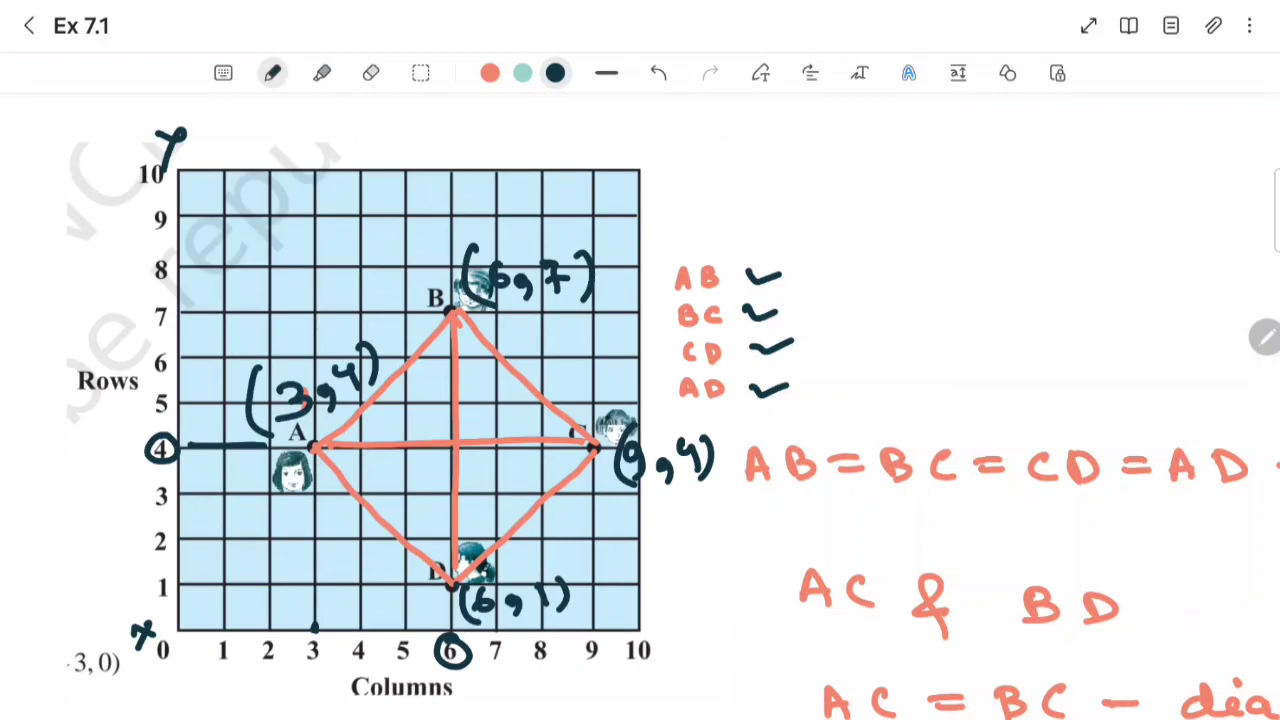 Ex 7.1
y
10
9
8
7
6
5
4
3
2
1
Rows
B (6,7)
(3,4)
A
C (9,4)
D
(6,1)
x 0 1 2 3 4 5 6 7 8 9 10
Columns
-3, 0)
AB ✓
BC ✓
CD ✓
AD ✓
AB = BC = CD = AD -
AC & BD
AC = BC - dia